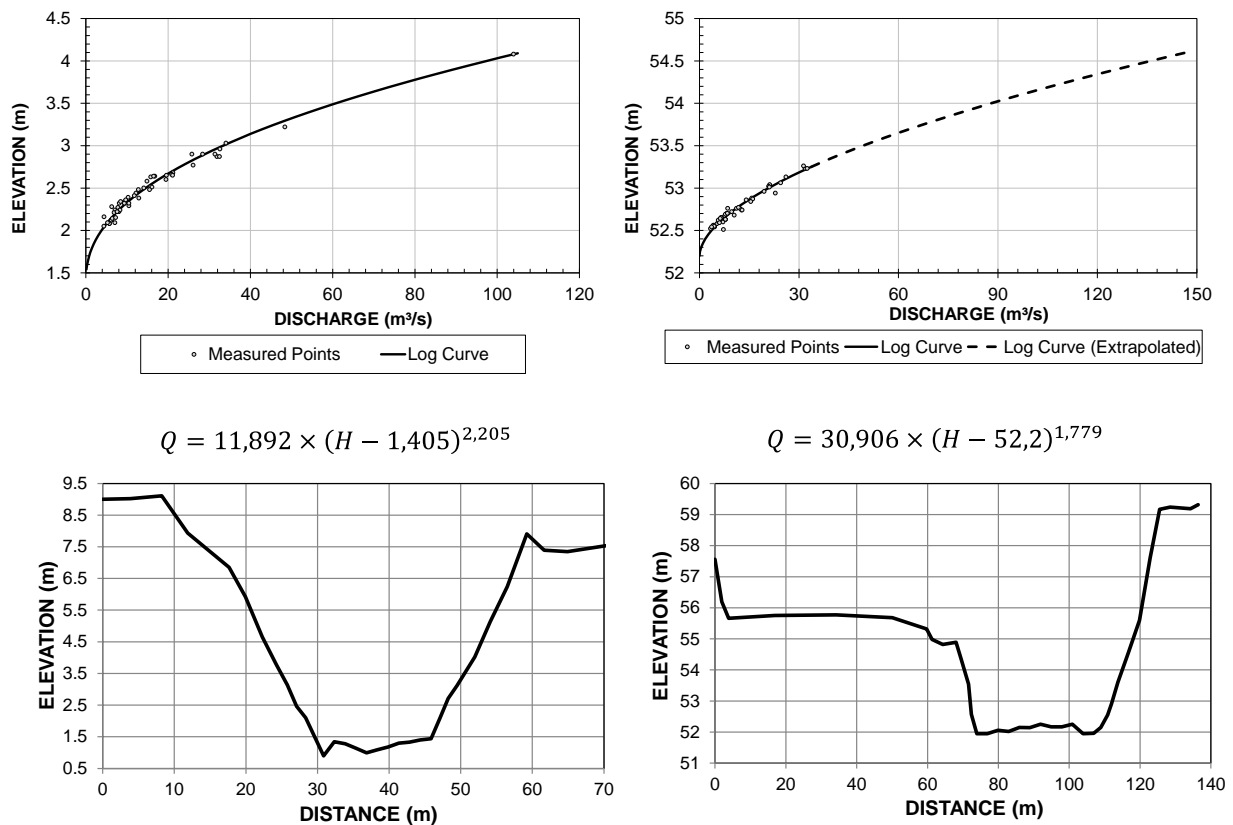 4.5
4
3.5
3
2.5
2
1.5
0 20 40 60 80 100 120
ELEVATION (m)
DISCHARGE (m³/s)
Measured Points Log Curve
55
54.5
54
53.5
53
52.5
52
0 30 60 90 120 150
ELEVATION (m)
DISCHARGE (m³/s)
Measured Points Log Curve Log Curve (Extrapolated)
Q = 11,892 × (H − 1,405)^2,205
Q = 30,906 × (H − 52,2)^1,779
9.5
8.5
7.5
6.5
5.5
4.5
3.5
2.5
1.5
0.5
0 10 20 30 40 50 60 70
ELEVATION (m)
DISTANCE (m)
60
59
58
57
56
55
54
53
52
51
0 20 40 60 80 100 120 140
ELEVATION (m)
DISTANCE (m)